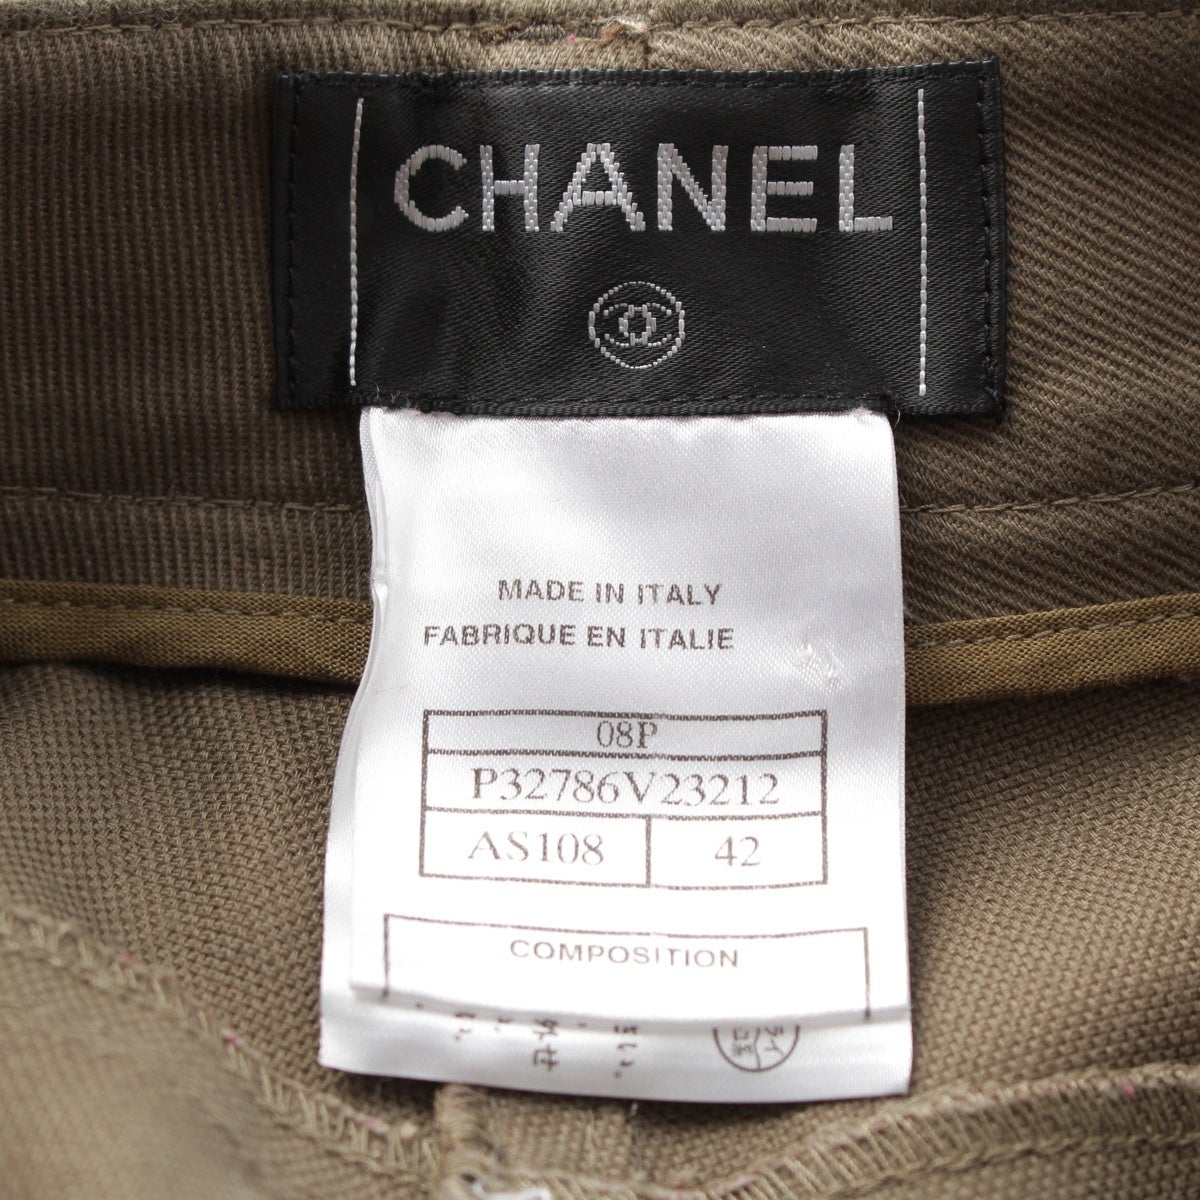 CHANEL
MADE IN ITALY
FABRIQUE EN ITALIE
08P
P32786V23212
AS108 42
COMPOSITION